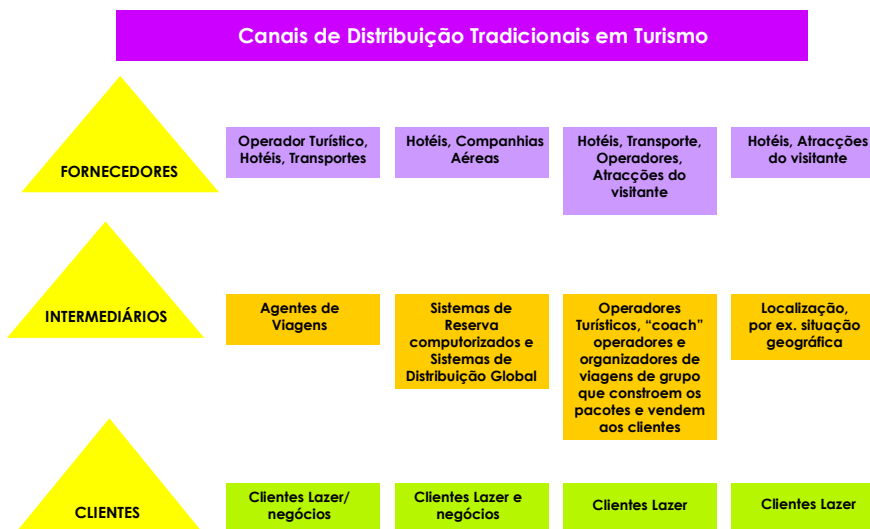 Canais de Distribuição Tradicionais em Turismo
FORNECEDORES
Operador Turístico,
Hotéis, Transportes
Hotéis, Companhias
Aéreas
Hotéis, Transporte,
Operadores,
Atracções do
visitante
Hotéis, Atracções
do visitante
INTERMEDIÁRIOS
Agentes de
Viagens
Sistemas de
Reserva
computorizados e
Sistemas de
Distribuição Global
Operadores
Turísticos, “coach”
operadores e
organizadores de
viagens de grupo
que constroem os
pacotes e vendem
aos clientes
Localização,
por ex. situação
geográfica
CLIENTES
Clientes Lazer/
negócios
Clientes Lazer e
negócios
Clientes Lazer
Clientes Lazer